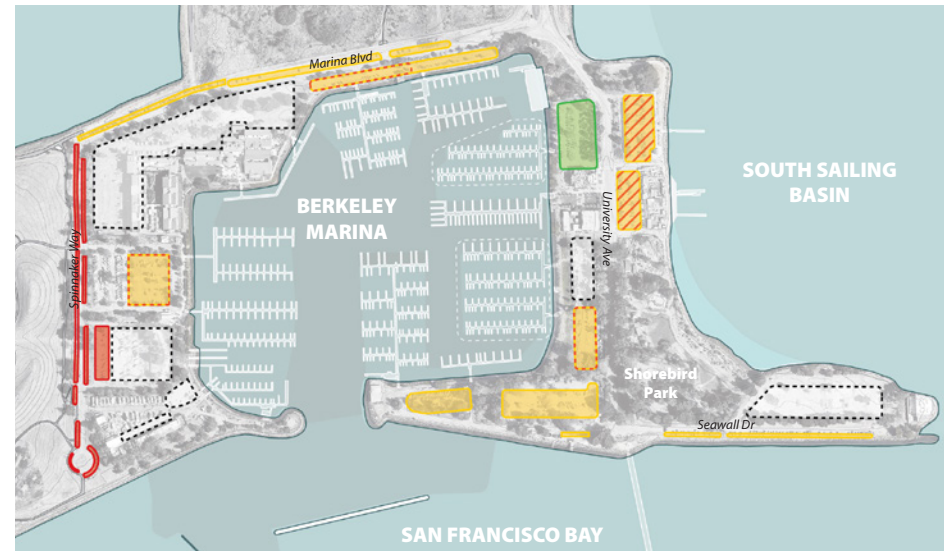 Marina Blvd
SOUTH SAILING
BASIN
BERKELEY
MARINA
University Ave
Spinnaker Way
Shorebird
Park
Seawall Dr
SAN FRANCISCO BAY